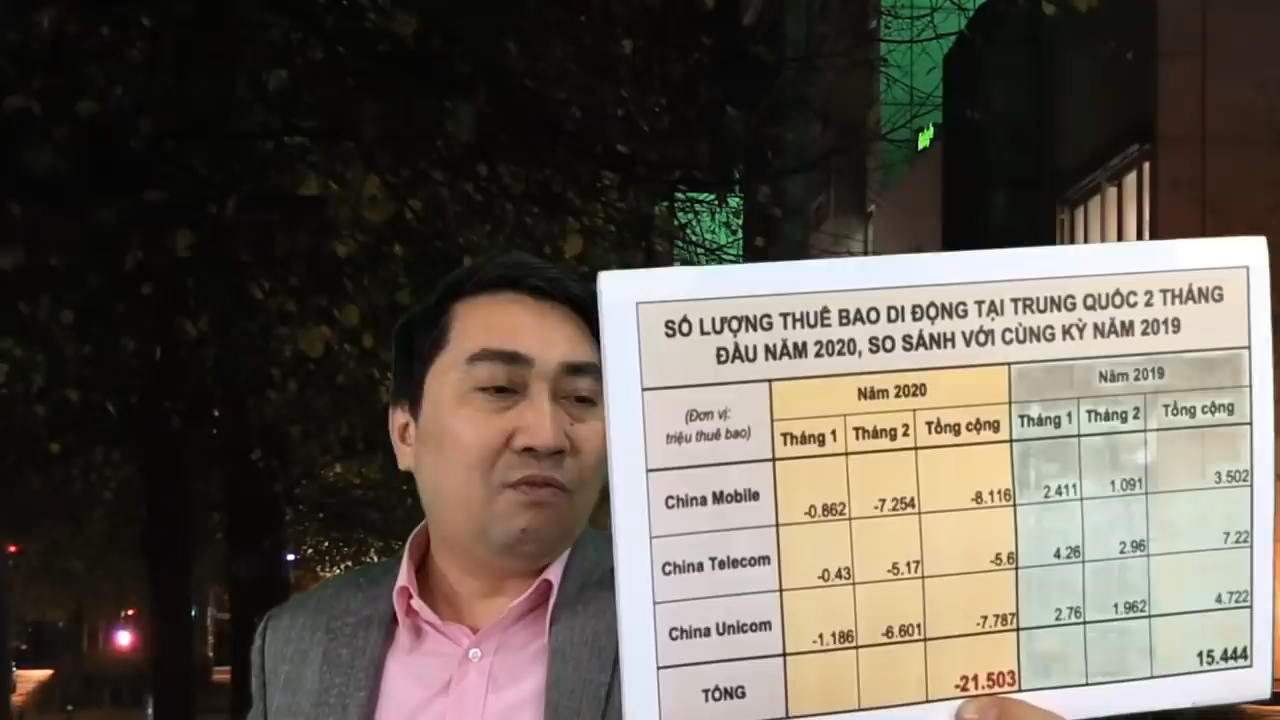 SỐ LƯỢNG THUÊ BAO DI ĐỘNG TẠI TRUNG QUỐC 2 THÁNG
ĐẦU NĂM 2020, SO SÁNH VỚI CÙNG KỲ NĂM 2019
(Đơn vị:
triệu thuê bao)
Năm 2020
Năm 2019
Tháng 1 Tháng 2 Tổng cộng Tháng 1 Tháng 2 Tổng cộng
China Mobile -0.862 -7.254 -8.116 2.411 1.091 3.502
China Telecom -0.43 -5.17 -5.6 4.26 2.96 7.22
China Unicom -1.186 -6.601 -7.787 2.76 1.962 4.722
TỔNG -21.503 15.444